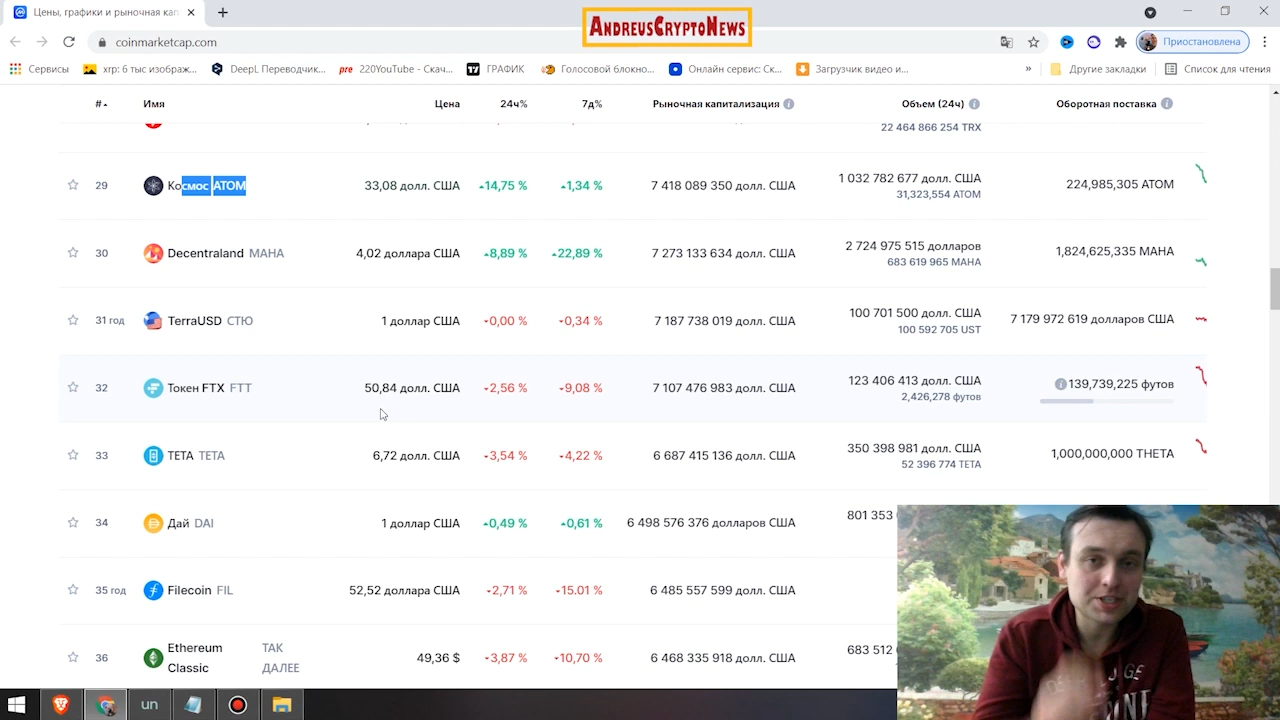 Цены, графики и рыночная кап
AndreusCryptoNews
coinmarketcap.com
Приостановлена
Сервисы
xrp: 6 тыс изображ...
DeepL Переводчик...
pre 220YouTube - Скач...
ГРАФИК
Голосовой блокно...
Онлайн сервис: Ск...
Загрузчик видео и...
» Другие закладки
Список для чтения
# Имя Цена 24ч% 7д% Рыночная капитализация Объем (24ч) Оборотная поставка
22 464 866 254 TRX
29 Космос ATOM 33,08 долл. США 14,75 % 1,34 % 7 418 089 350 долл. США 1 032 782 677 долл. США 224,985,305 ATOM
31,323,554 ATOM
30 Decentraland МАНА 4,02 доллара США 8,89 % 22,89 % 7 273 133 634 долл. США 2 724 975 515 долларов 1,824,625,335 МАНА
683 619 965 МАНА
31 год TerraUSD СТЮ 1 доллар США 0,00 % 0,34 % 7 187 738 019 долл. США 100 701 500 долл. США 7 179 972 619 долларов США
100 592 705 UST
32 Токен FTX FTT 50,84 долл. США 2,56 % 9,08 % 7 107 476 983 долл. США 123 406 413 долл. США 139,739,225 футов
2,426,278 футов
33 ТЕТА ТЕТА 6,72 долл. США 3,54 % 4,22 % 6 687 415 136 долл. США 350 398 981 долл. США 1,000,000,000 THETA
52 396 774 ТЕТА
34 Дай DAI 1 доллар США 0,49 % 0,61 % 6 498 576 376 долларов США 801 353
35 год Filecoin FIL 52,52 доллара США 2,71 % 15.01 % 6 485 557 599 долл. США
36 Ethereum Classic ТАК ДАЛЕЕ 49,36 $ 3,87 % 10,70 % 6 468 335 918 долл. США 683 512
un